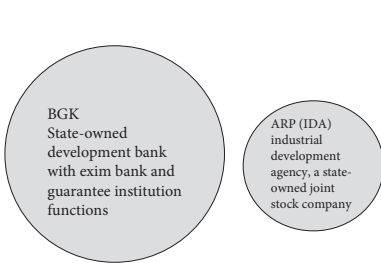 BGK
State-owned
development bank
with exim bank and
guarantee institution
functions
ARP (IDA)
industrial
development
agency, a state-
owned joint
stock company